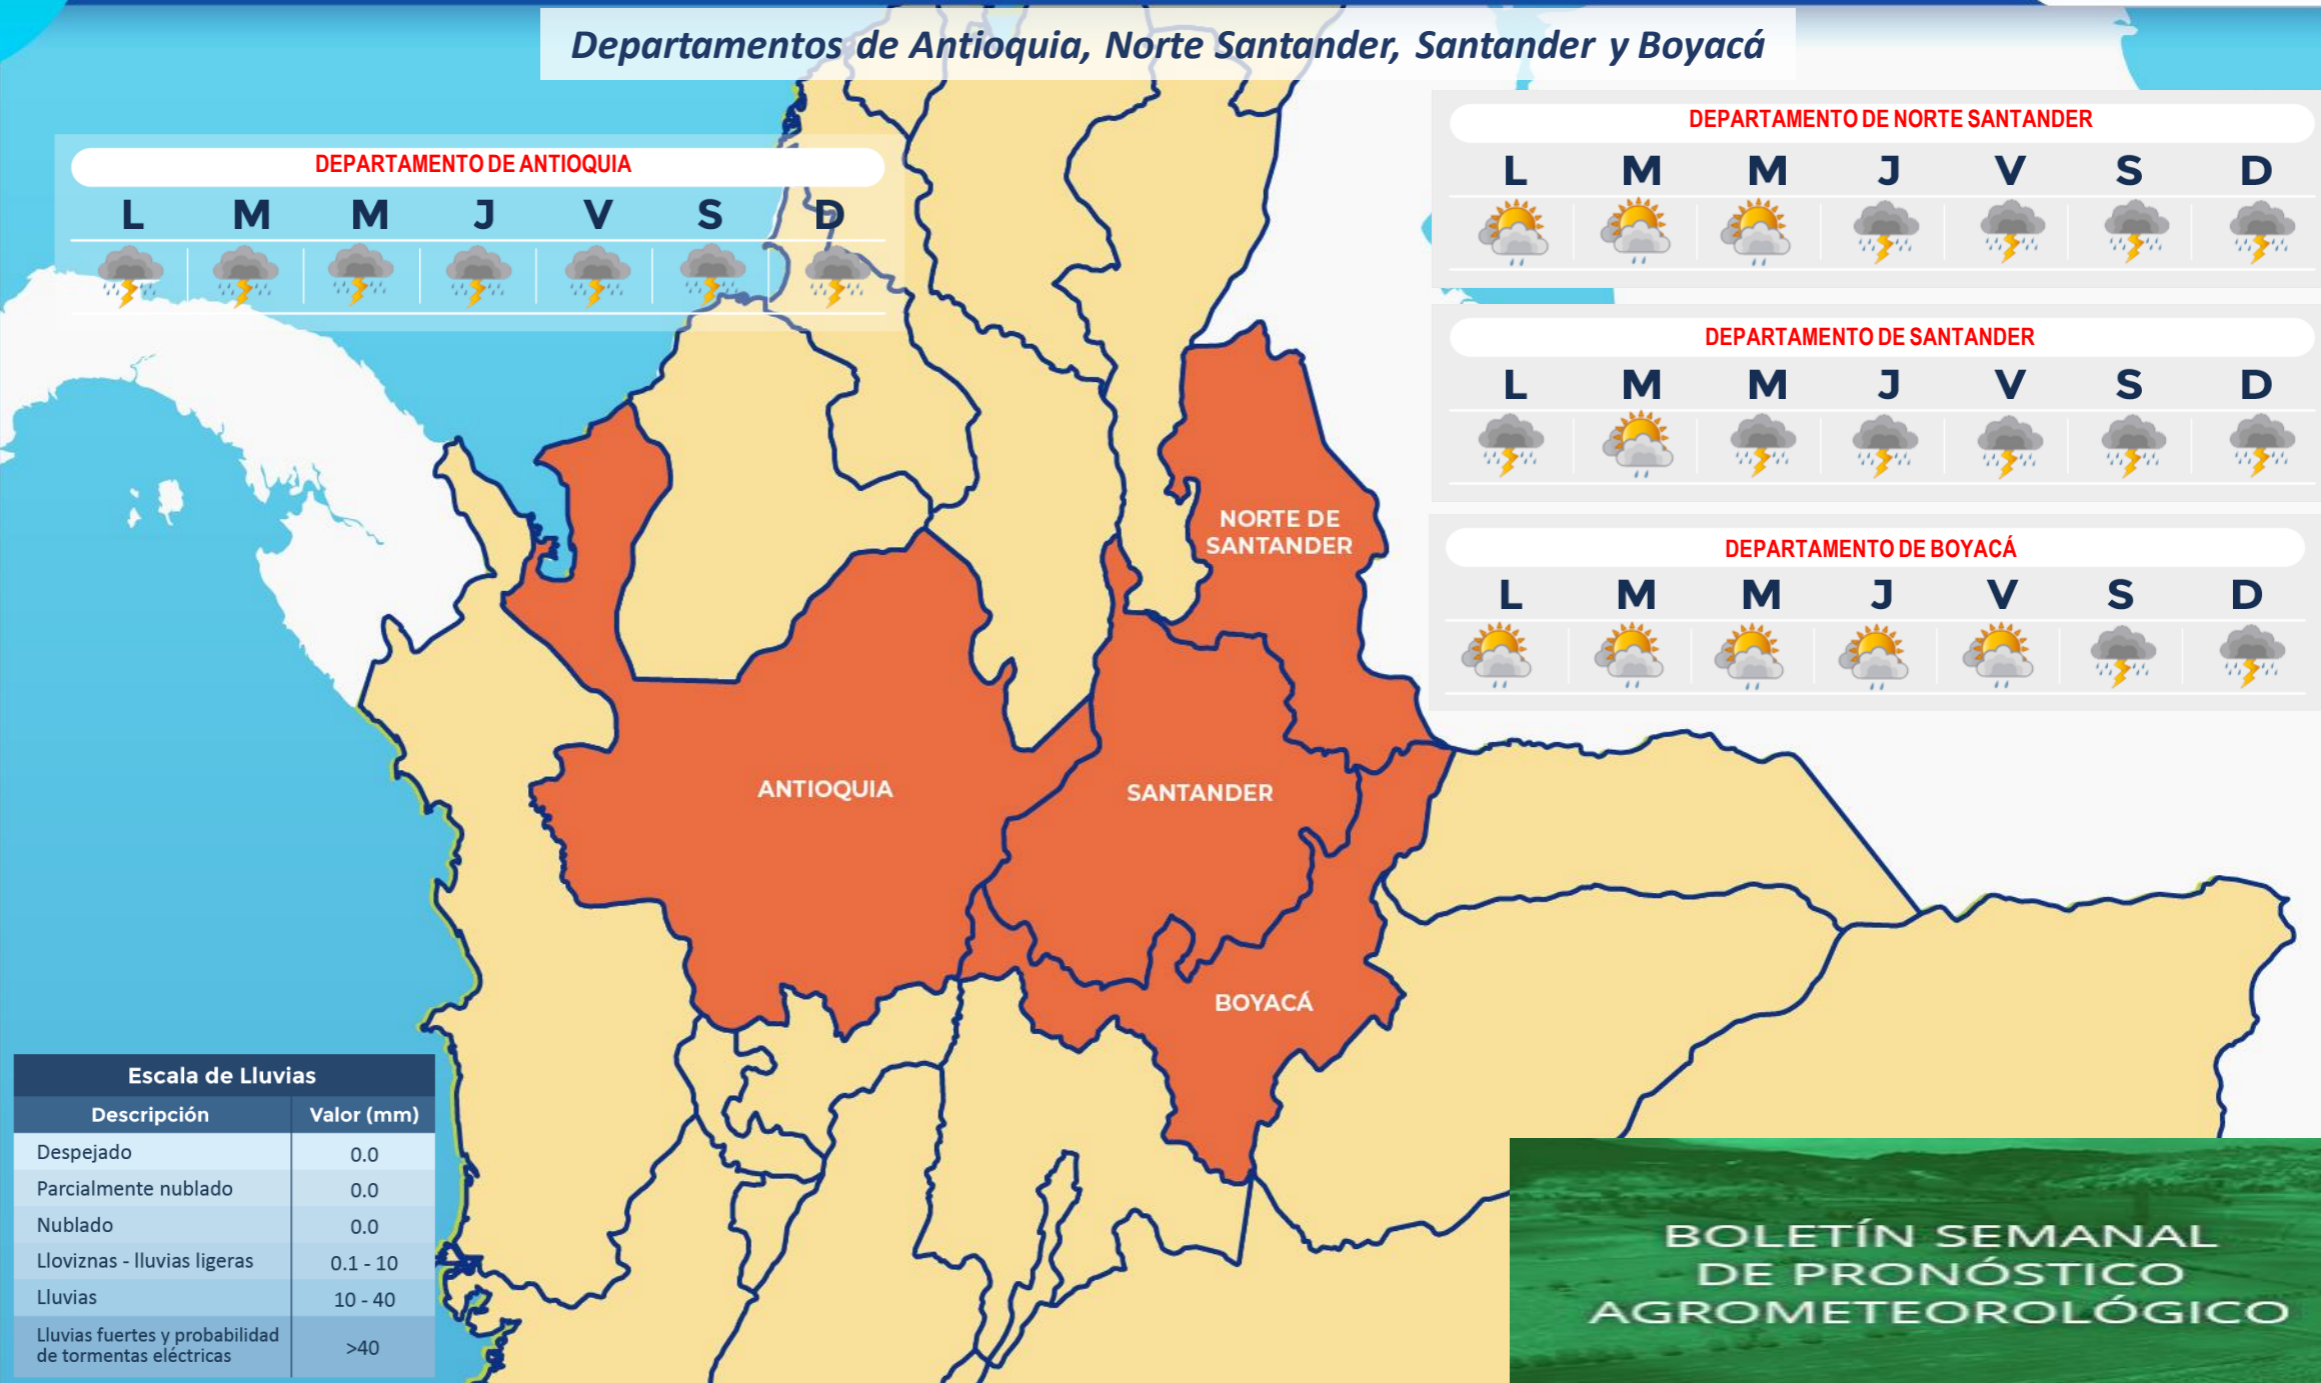 Departamentos de Antioquia, Norte Santander, Santander y Boyacá
DEPARTAMENTO DE ANTIOQUIA
L M M J V S D
DEPARTAMENTO DE NORTE SANTANDER
L M M J V S D
DEPARTAMENTO DE SANTANDER
L M M J V S D
DEPARTAMENTO DE BOYACÁ
L M M J V S D
NORTE DE
SANTANDER
ANTIOQUIA
SANTANDER
BOYACÁ
Escala de Lluvias
Descripción Valor (mm)
Despejado 0.0
Parcialmente nublado 0.0
Nublado 0.0
Lloviznas - lluvias ligeras 0.1 - 10
Lluvias 10 - 40
Lluvias fuertes y probabilidad
de tormentas eléctricas >40
BOLETÍN SEMANAL
DE PRONÓSTICO
AGROMETEOROLÓGICO